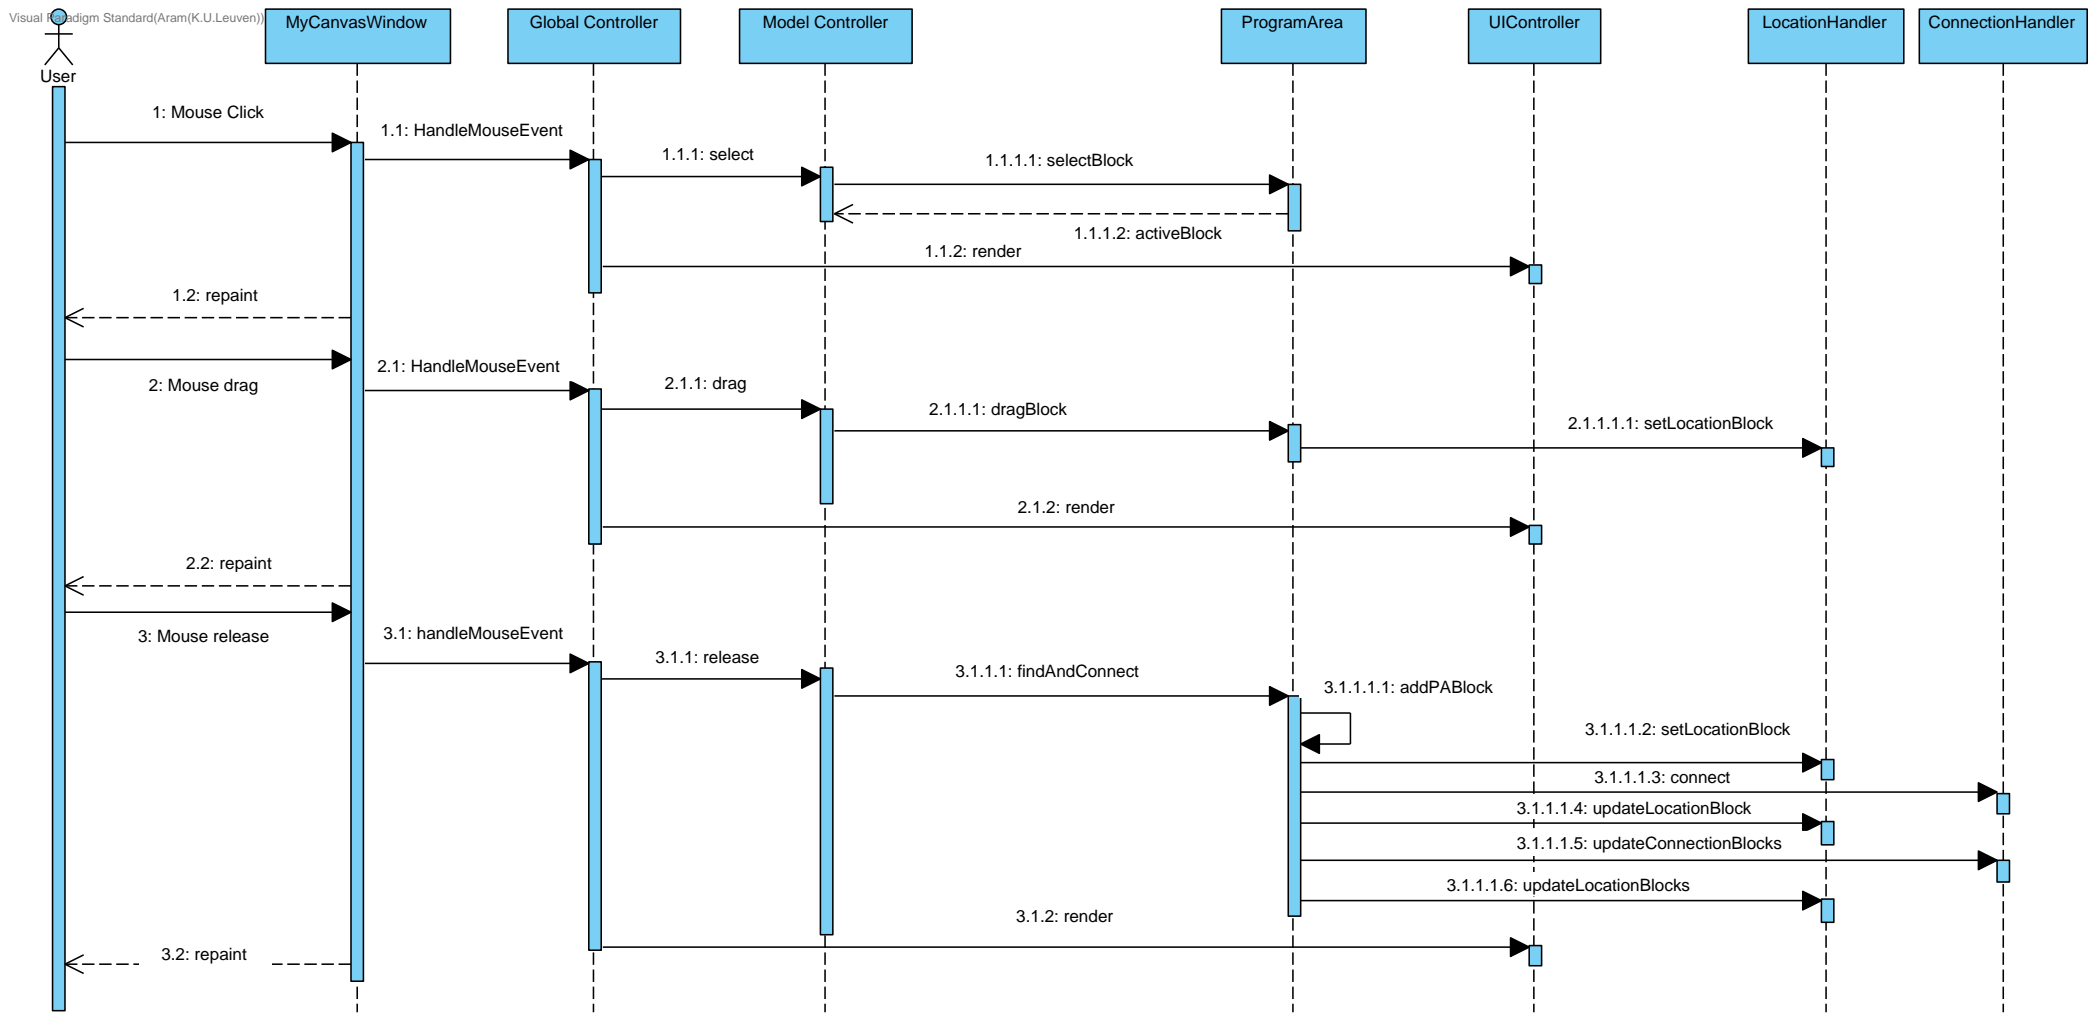 Visual Paradigm Standard(Aram(K.U.Leuven))
User
MyCanvasWindow
Global Controller
Model Controller
ProgramArea
UIController
LocationHandler
ConnectionHandler
1: Mouse Click
1.1: HandleMouseEvent
1.1.1: select
1.1.1.1: selectBlock
1.1.1.2: activeBlock
1.1.2: render
1.2: repaint
2: Mouse drag
2.1: HandleMouseEvent
2.1.1: drag
2.1.1.1: dragBlock
2.1.1.1.1: setLocationBlock
2.1.2: render
2.2: repaint
3: Mouse release
3.1: handleMouseEvent
3.1.1: release
3.1.1.1: findAndConnect
3.1.1.1.1: addPABlock
3.1.1.1.2: setLocationBlock
3.1.1.1.3: connect
3.1.1.1.4: updateLocationBlock
3.1.1.1.5: updateConnectionBlocks
3.1.1.1.6: updateLocationBlocks
3.1.2: render
3.2: repaint